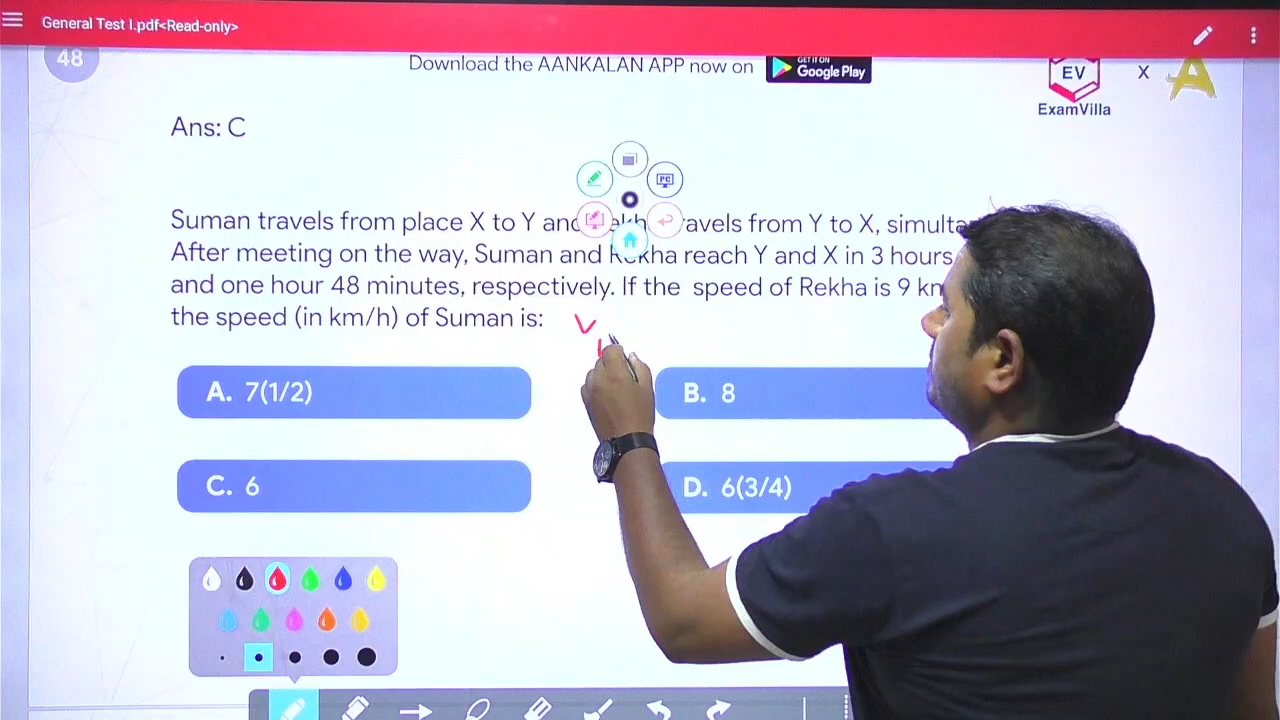 General Test I.pdf<Read-only>
48
Download the AANKALAN APP now on
GET IT ON
Google Play
EV
X
A
ExamVilla
Ans: C
PC
Suman travels from place X to Y and travels from Y to X,
After meeting on the way, Suman and Rekha reach Y and X in 3 hours
and one hour 48 minutes, respectively. If the speed of Rekha is 9
the speed (in km/h) of Suman is:
V
A. 7(1/2)
B. 8
C. 6
D. 6(3/4)